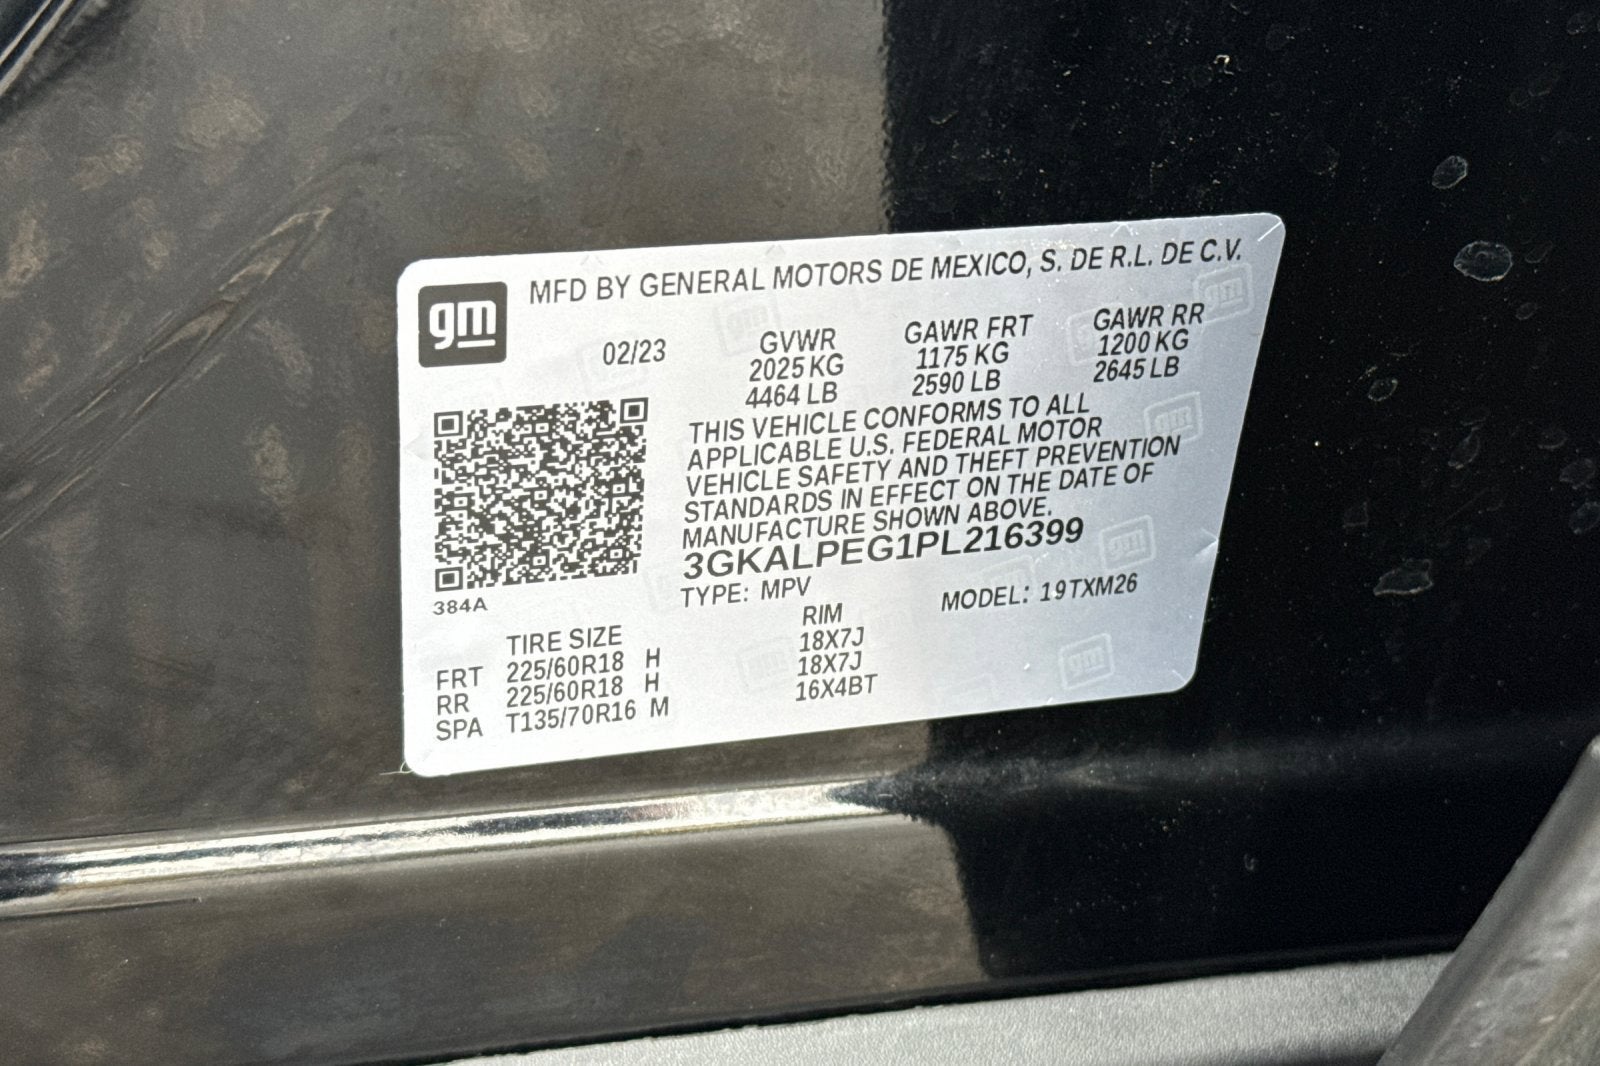 gm
MFD BY GENERAL MOTORS DE MEXICO, S. DE R.L. DE C.V.
02/23
GVWR GAWR FRT GAWR RR
2025 KG 1175 KG 1200 KG
4464 LB 2590 LB 2645 LB
THIS VEHICLE CONFORMS TO ALL
APPLICABLE U.S. FEDERAL MOTOR
VEHICLE SAFETY AND THEFT PREVENTION
STANDARDS IN EFFECT ON THE DATE OF
MANUFACTURE SHOWN ABOVE.
3GKALPEG1PL216399
TYPE: MPV MODEL: 19TXM26
384A
TIRE SIZE RIM
FRT 225/60R18 H 18X7J
RR 225/60R18 H 18X7J
SPA T135/70R16 M 16X4BT